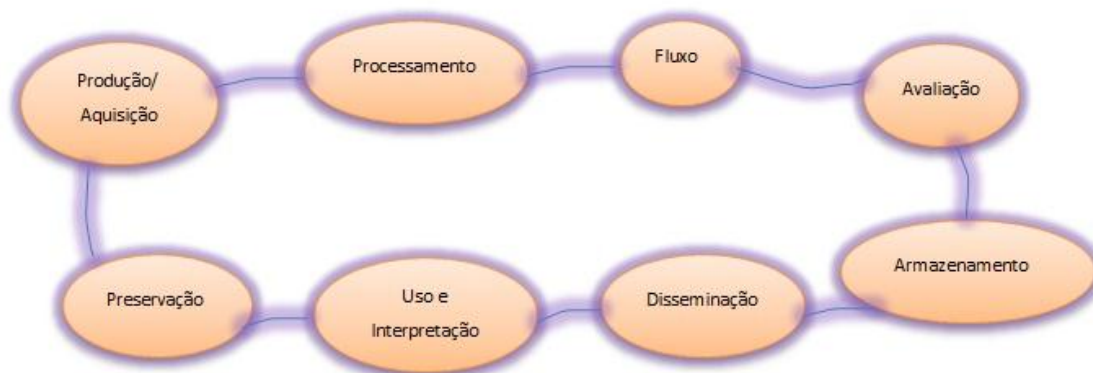 Produção/
Aquisição
Processamento
Fluxo
Avaliação
Armazenamento
Disseminação
Uso e
Interpretação
Preservação